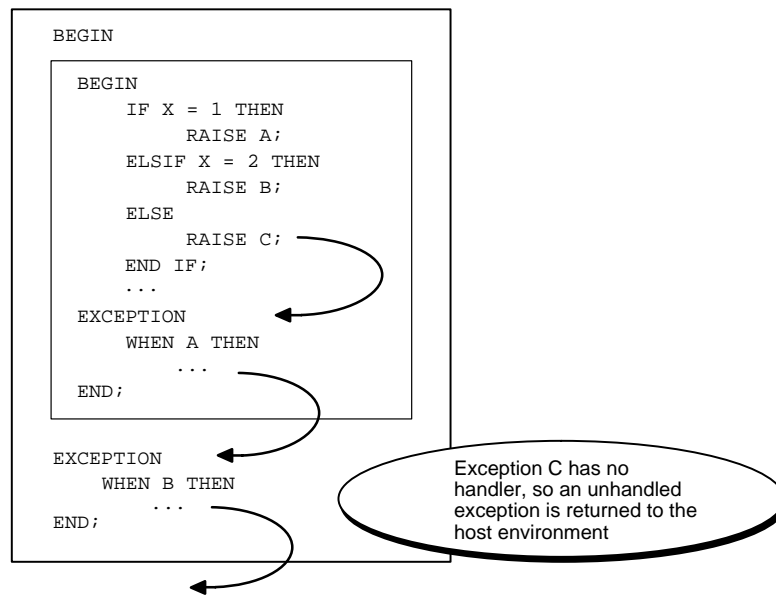 BEGIN
BEGIN
IF X = 1 THEN
RAISE A;
ELSIF X = 2 THEN
RAISE B;
ELSE
RAISE C;
END IF;
...
EXCEPTION
WHEN A THEN
...
END;
EXCEPTION
WHEN B THEN
...
END;
Exception C has no
handler, so an unhandled
exception is returned to the
host environment